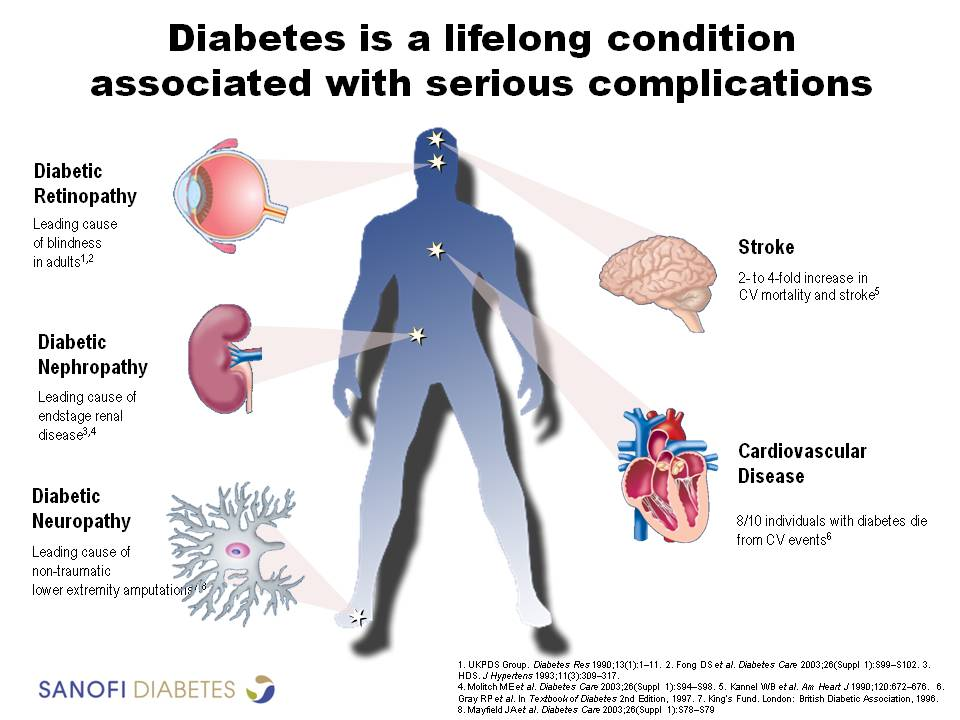 Diabetes is a lifelong condition
associated with serious complications
Diabetic
Retinopathy
Leading cause
of blindness
in adults1,2
Diabetic
Nephropathy
Leading cause of
endstage renal
disease3,4
Diabetic
Neuropathy
Leading cause of
non-traumatic
lower extremity amputations
Stroke
2- to 4-fold increase in
CV mortality and stroke5
Cardiovascular
Disease
8/10 individuals with diabetes die
from CV events6
1. UKPDS Group. Diabetes Res 1990;13(1):1–11. 2. Fong DS et al. Diabetes Care 2003;26(Suppl 1):S99–S102. 3.
HDS. J Hypertens 1993;11(3):309–317.
4. Molitch ME et al. Diabetes Care 2003;26(Suppl 1):S94–S98. 5. Kannel WB et al. Am Heart J 1990;120:672–676. 6.
Gray RP et al. In Textbook of Diabetes 2nd Edition, 1997. 7. King's Fund. London: British Diabetic Association, 1996.
8. Mayfield JA et al. Diabetes Care 2003;26(Suppl 1):S78–S79
SANOFI DIABETES